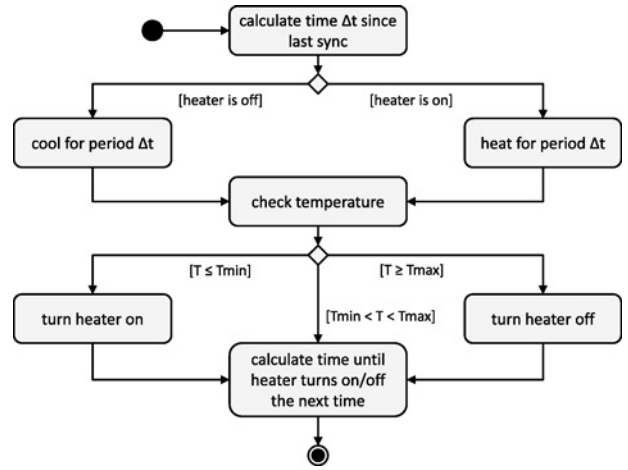 calculate time Δt since
last sync
[heater is off]
[heater is on]
cool for period Δt
heat for period Δt
check temperature
[T ≤ Tmin]
[T ≥ Tmax]
turn heater on
[Tmin < T < Tmax]
turn heater off
calculate time until
heater turns on/off
the next time